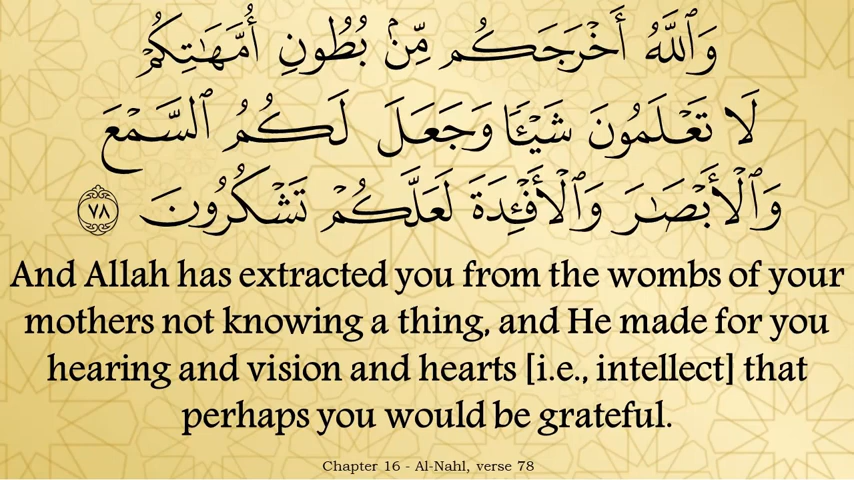 وَٱللَّهُ أَخْرَجَكُم مِّنۢ بُطُونِ أُمَّهَـٰتِكُمْ
لَا تَعْلَمُونَ شَيْـًٔا وَجَعَلَ لَكُمُ ٱلسَّمْعَ
وَٱلْأَبْصَـٰرَ وَٱلْأَفْـِٔدَةَ لَعَلَّكُمْ تَشْكُرُونَ ٧٨
And Allah has extracted you from the wombs of your
mothers not knowing a thing, and He made for you
hearing and vision and hearts [i.e., intellect] that
perhaps you would be grateful.
Chapter 16 - Al-Nahl, verse 78